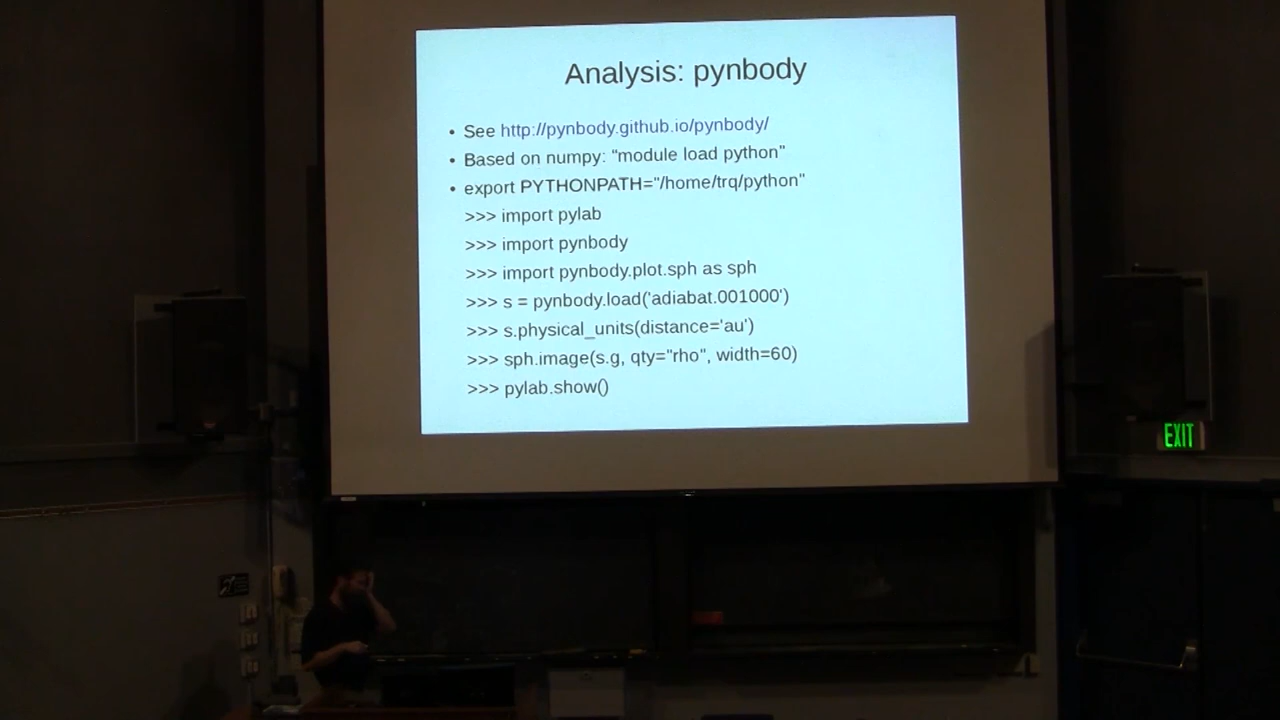 Analysis: pynbody
• See http://pynbody.github.io/pynbody/
• Based on numpy: "module load python"
• export PYTHONPATH="/home/trq/python"
>>> import pylab
>>> import pynbody
>>> import pynbody.plot.sph as sph
>>> s = pynbody.load('adiabat.001000')
>>> s.physical_units(distance='au')
>>> sph.image(s.g, qty="rho", width=60)
>>> pylab.show()
EXIT